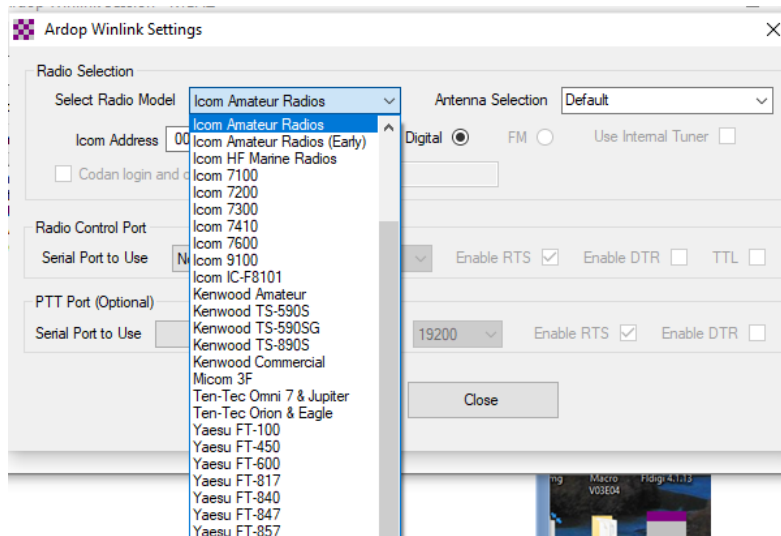 Ardop Winlink Settings
Radio Selection
Select Radio Model Icom Amateur Radios Antenna Selection Default
Icom Address 00 Digital FM Use Internal Tuner
Codan login and
Icom Amateur Radios
Icom Amateur Radios (Early)
Icom HF Marine Radios
Icom 7100
Icom 7200
Icom 7300
Icom 7410
Icom 7600
Icom 9100
Icom IC-F8101
Kenwood Amateur
Kenwood TS-590S
Kenwood TS-590SG
Kenwood TS-890S
Kenwood Commercial
Micom 3F
Ten-Tec Omni 7 & Jupiter
Ten-Tec Orion & Eagle
Yaesu FT-100
Yaesu FT-450
Yaesu FT-600
Yaesu FT-817
Yaesu FT-840
Yaesu FT-847
Yaesu FT-857
Radio Control Port
Serial Port to Use Enable RTS Enable DTR TTL
PTT Port (Optional)
Serial Port to Use 19200 Enable RTS Enable DTR
Close
Macro Fldigi 4.1.13
V03E04